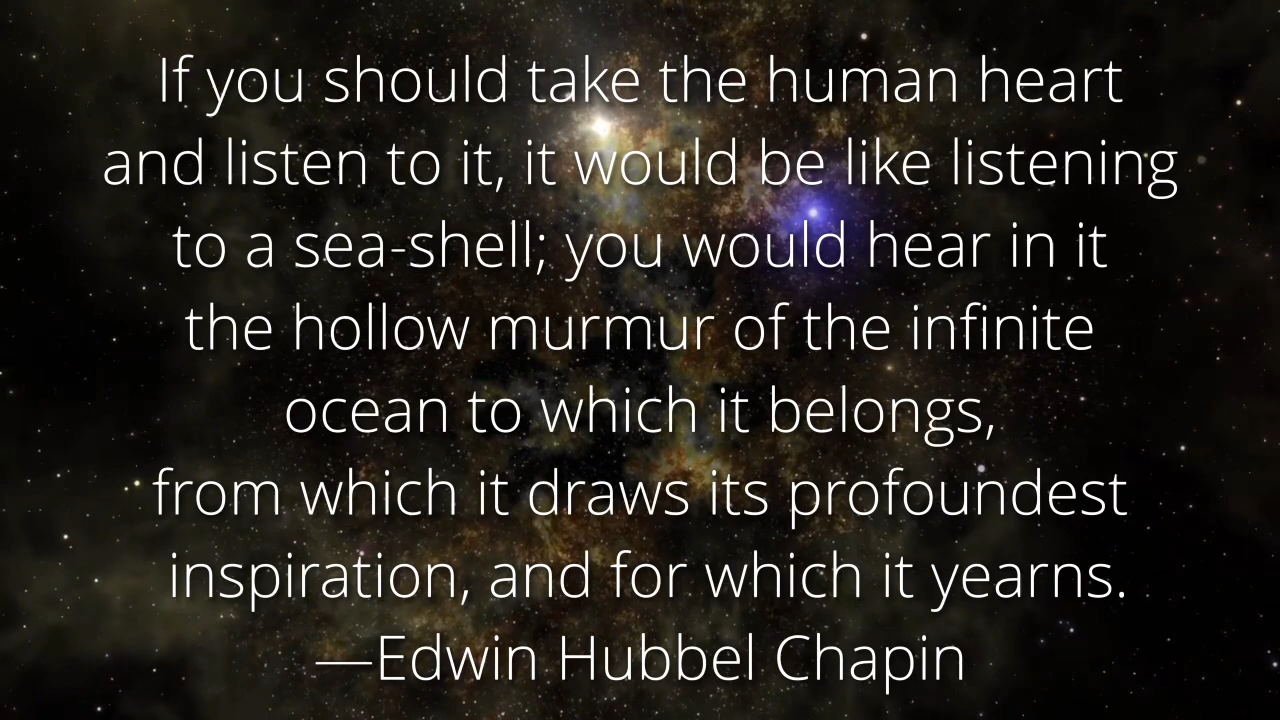 If you should take the human heart
and listen to it, it would be like listening
to a sea-shell; you would hear in it
the hollow murmur of the infinite
ocean to which it belongs,
from which it draws its profoundest
inspiration, and for which it yearns.
—Edwin Hubbel Chapin